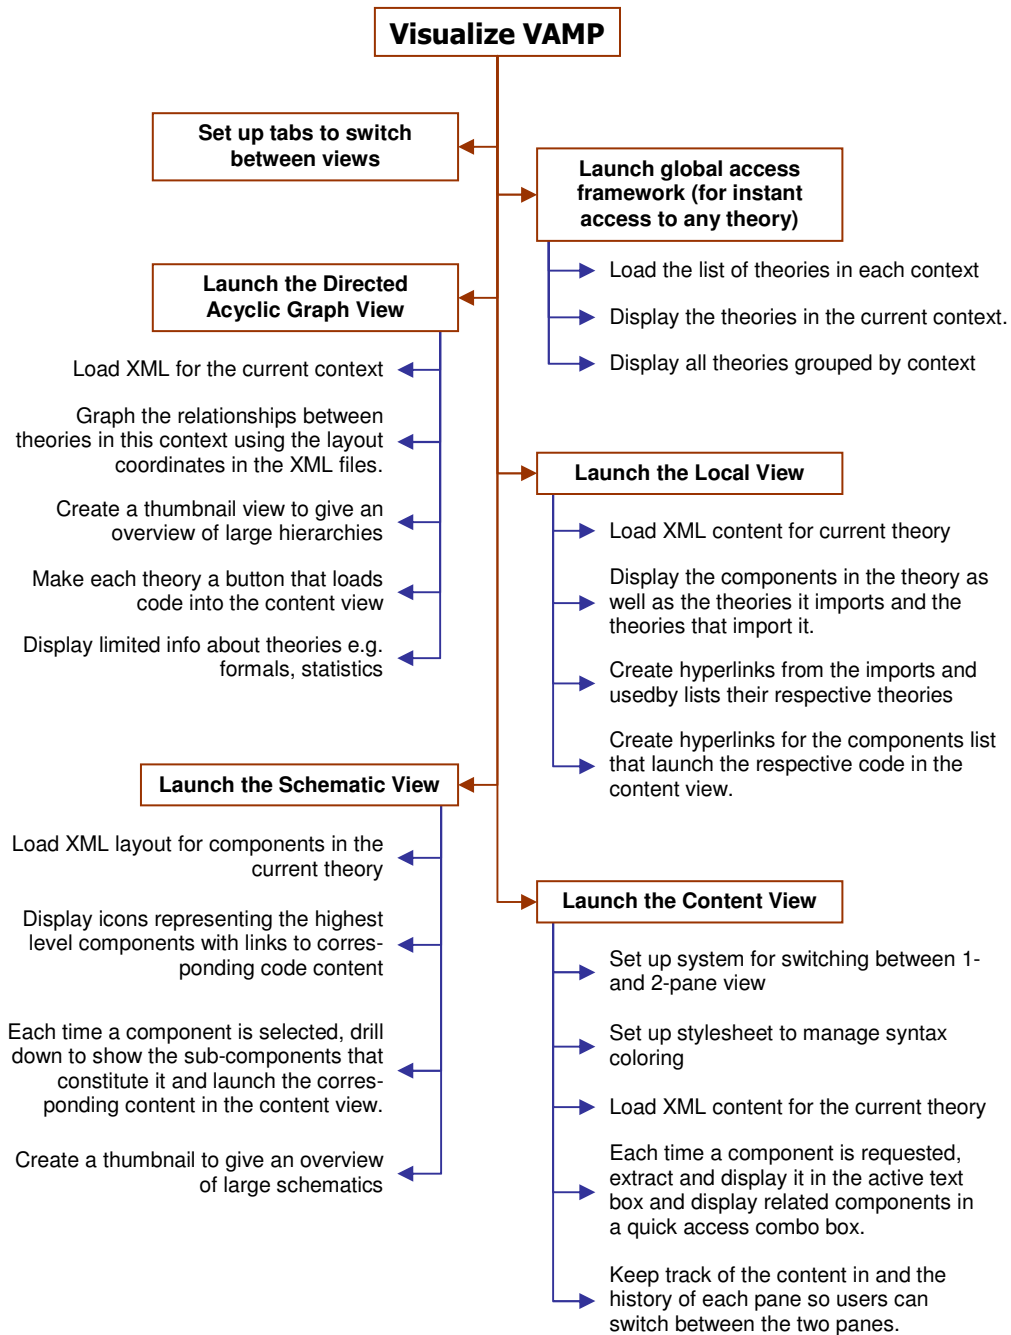 Visualize VAMP
Set up tabs to switch
between views
Launch global access
framework (for instant
access to any theory)
Load the list of theories in each context
Display the theories in the current context.
Display all theories grouped by context
Launch the Directed
Acyclic Graph View
Load XML for the current context
Graph the relationships between
theories in this context using the layout
coordinates in the XML files.
Create a thumbnail view to give an
overview of large hierarchies
Make each theory a button that loads
code into the content view
Display limited info about theories e.g.
formals, statistics
Launch the Local View
Load XML content for current theory
Display the components in the theory as
well as the theories it imports and the
theories that import it.
Create hyperlinks from the imports and
usedby lists their respective theories
Create hyperlinks for the components list
that launch the respective code in the
content view.
Launch the Schematic View
Load XML layout for components in the
current theory
Display icons representing the highest
level components with links to corres-
ponding code content
Each time a component is selected, drill
down to show the sub-components that
constitute it and launch the corres-
ponding content in the content view.
Create a thumbnail to give an overview
of large schematics
Launch the Content View
Set up system for switching between 1-
and 2-pane view
Set up stylesheet to manage syntax
coloring
Load XML content for the current theory
Each time a component is requested,
extract and display it in the active text
box and display related components in
a quick access combo box.
Keep track of the content in and the
history of each pane so users can
switch between the two panes.